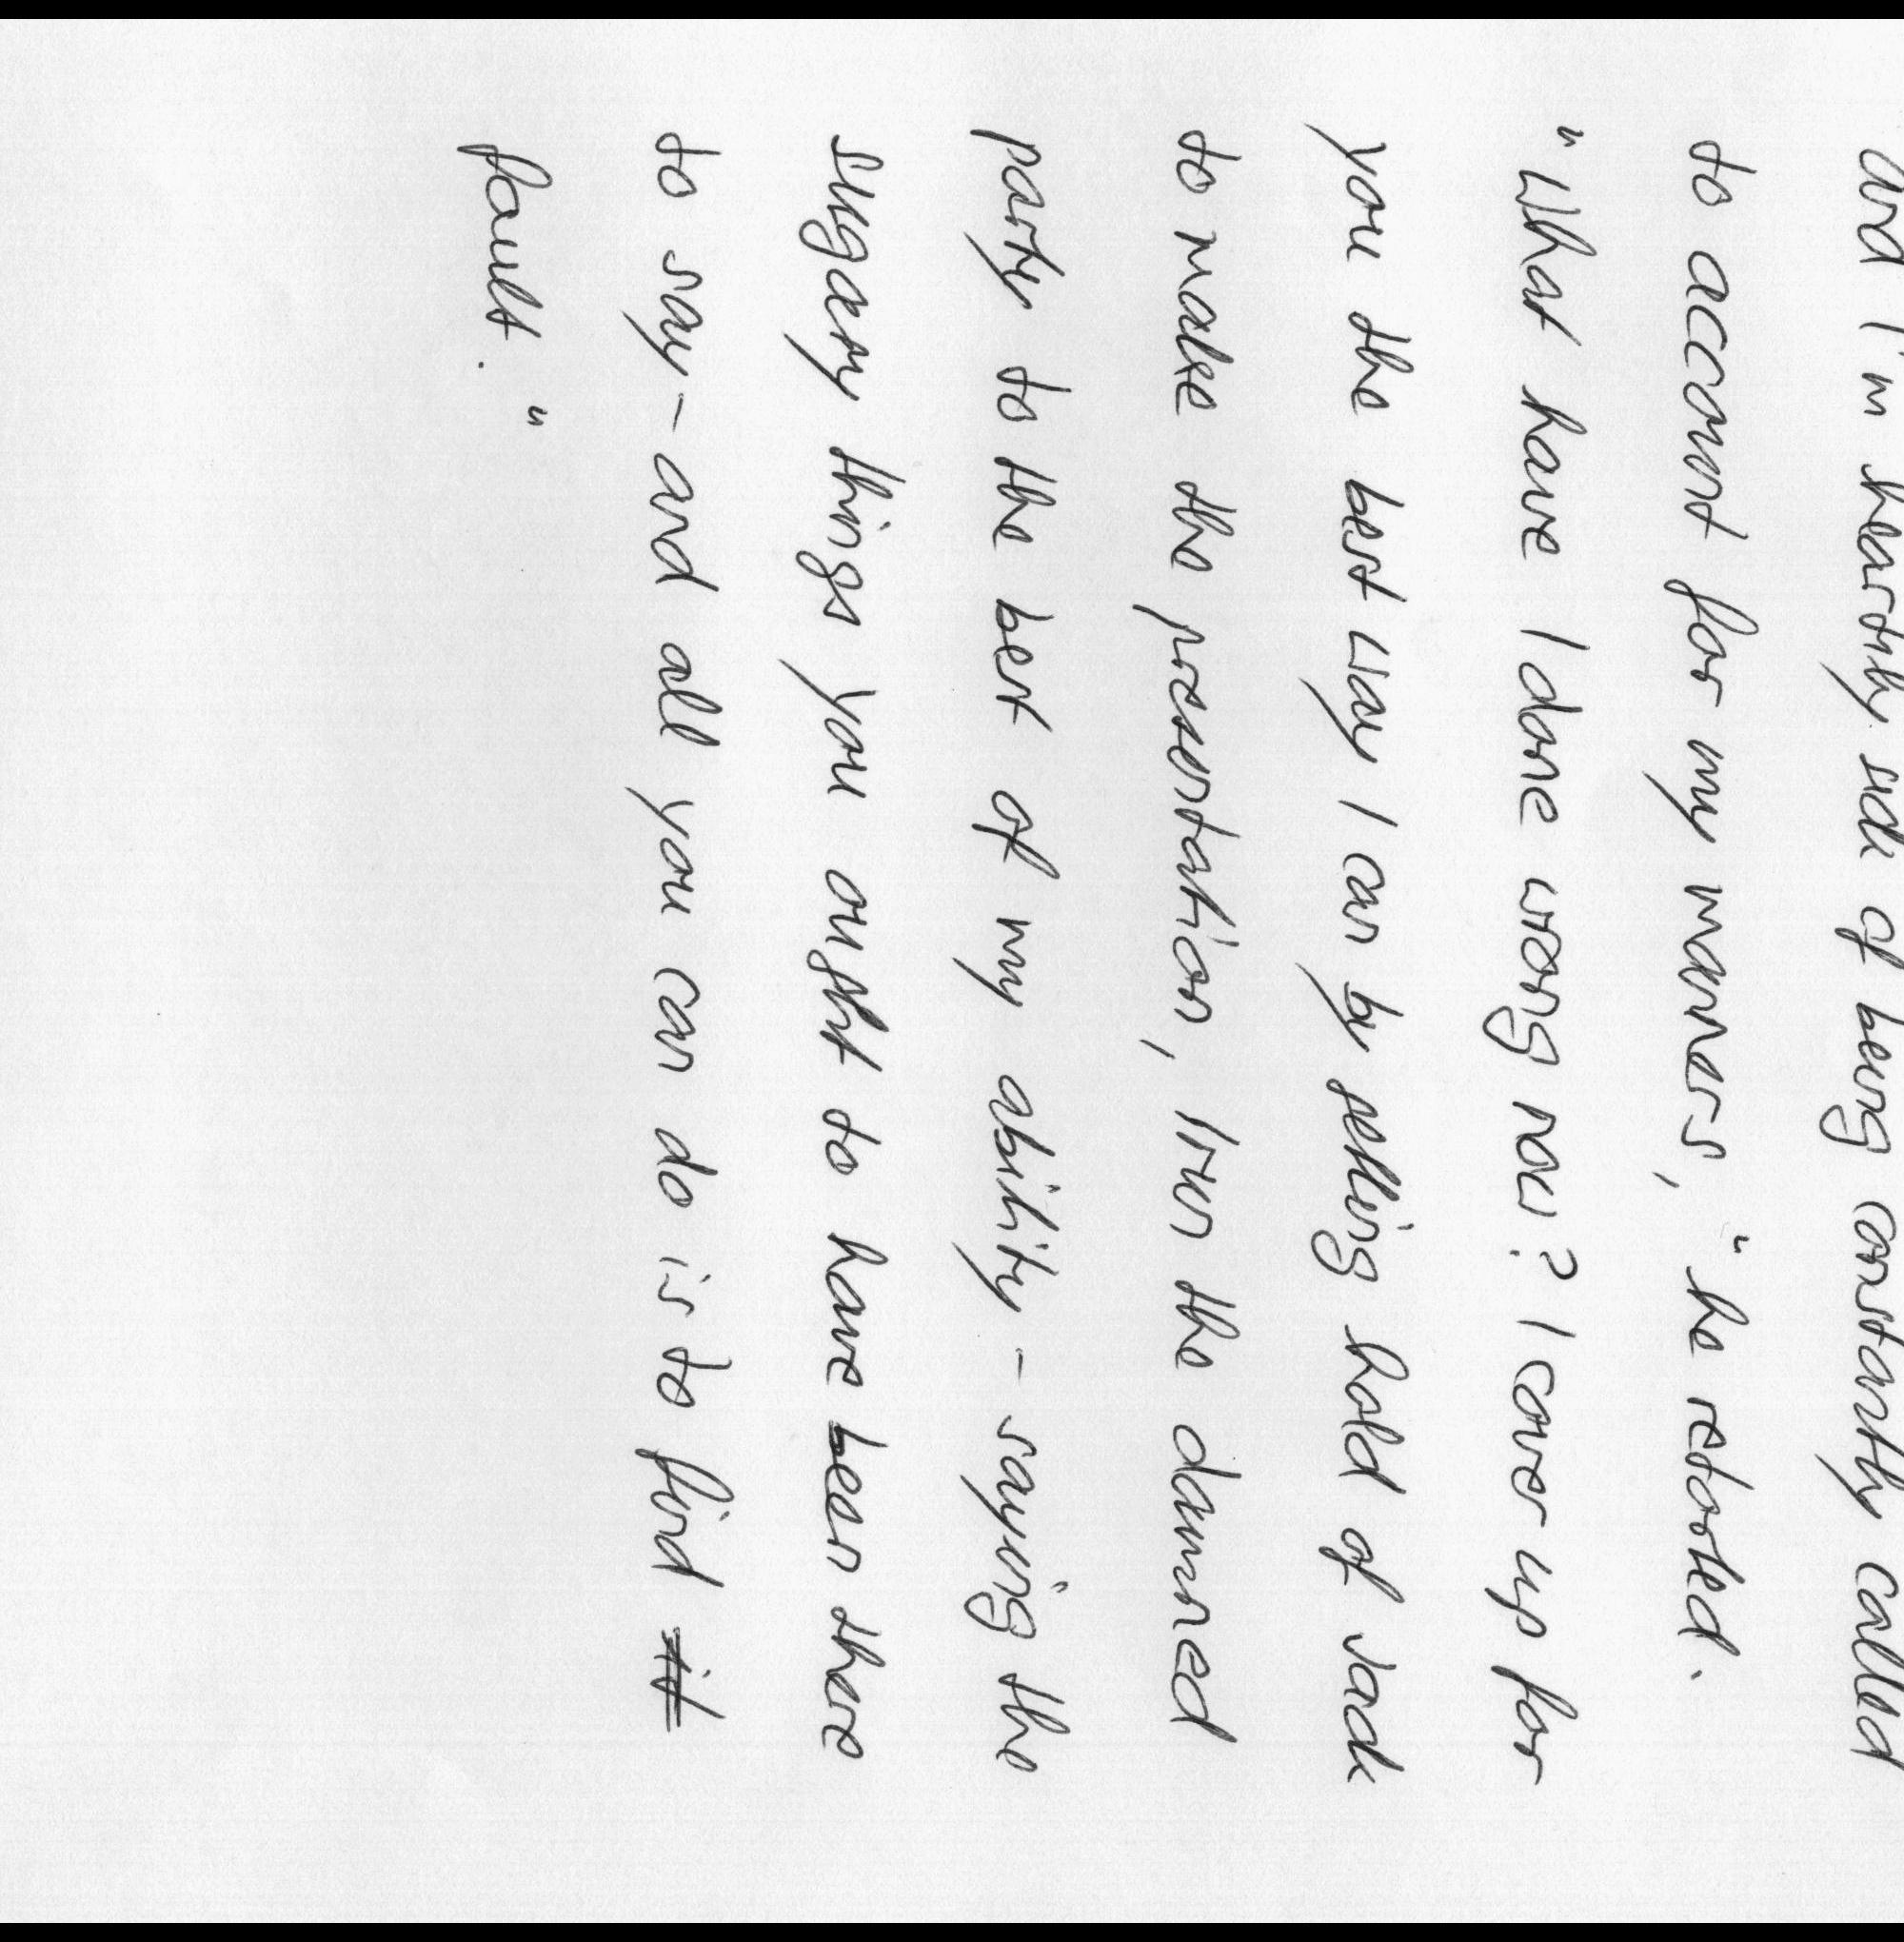 and I'm heartily sick of being constantly called
to account for my manners," he retorted.
"What have I done wrong now? I cover up for
you the best way I can by getting hold of Jack
to make the presentation, I run the damned
party to the best of my ability - saying the
sugary things you ought to have been there
to say - and all you can do is to find
fault."